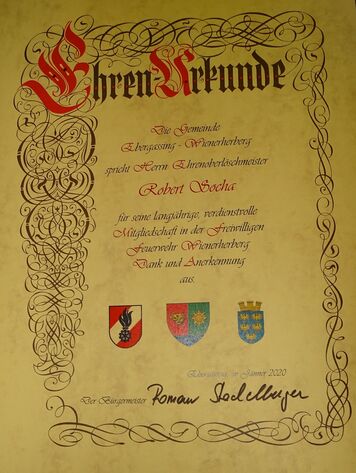 Ehren-Urkunde
Die Gemeinde
Ebergassing - Wienerherberg
spricht Herrn Ehrenoberlöschmeister
Robert Socha
für seine langjährige, verdienstvolle
Mitgliedschaft in der Freiwilligen
Feuerwehr Wienerherberg
Dank und Anerkennung
aus.
Ebergassing, im Jänner 2020
Der Bürgermeister Roman Stachelberger